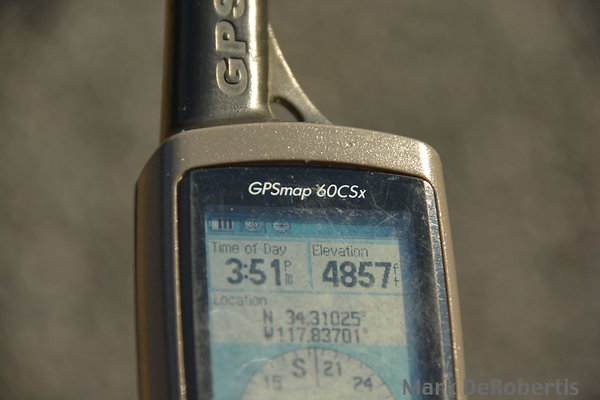 GPS
GPSmap 60CSx
3D
Time of Day Elevation
3:51 Pm 4857 ft
Location
N 34.31025°
W117.83701°
15 S 21 24
Mark DeRobertis